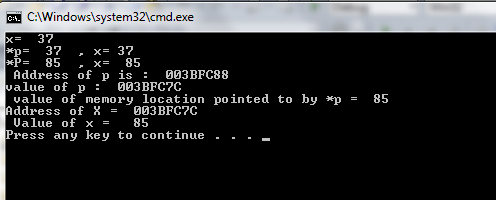 C:\Windows\system32\cmd.exe
x=  37
*p=  37  , x= 37
*P=  85  , x=  85
 Address of p is :  003BFC88
value of p :  003BFC7C
 value of memory location pointed to by *p =  85
Address of X =  003BFC7C
 Value of x =   85
Press any key to continue . . . _